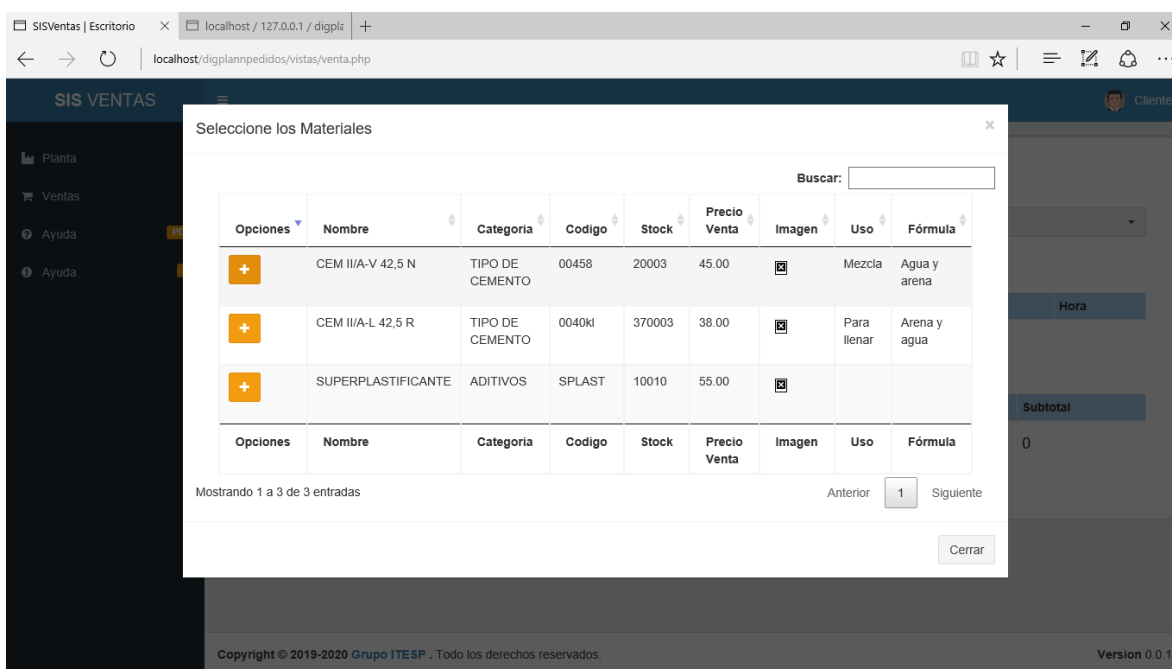 SISVentas | Escritorio localhost / 127.0.0.1 / digpla
localhost/digplannpedidos/vistas/venta.php
SIS VENTAS Cliente
Seleccione los Materiales ×
Planta
Buscar:
Ventas
Opciones Nombre Categoria Codigo Stock Precio Venta Imagen Uso Fórmula
Ayuda
CEM II/A-V 42,5 N TIPO DE CEMENTO 00458 20003 45.00 Mezcla Agua y arena
Ayuda
Hora
CEM II/A-L 42,5 R TIPO DE CEMENTO 0040kl 370003 38.00 Para llenar Arena y agua
SUPERPLASTIFICANTE ADITIVOS SPLAST 10010 55.00
Subtotal
Opciones Nombre Categoria Codigo Stock Precio Venta Imagen Uso Fórmula
0
Mostrando 1 a 3 de 3 entradas Anterior 1 Siguiente
Cerrar
Copyright © 2019-2020 Grupo ITESP . Todo los derechos reservados. Version 0.0.1